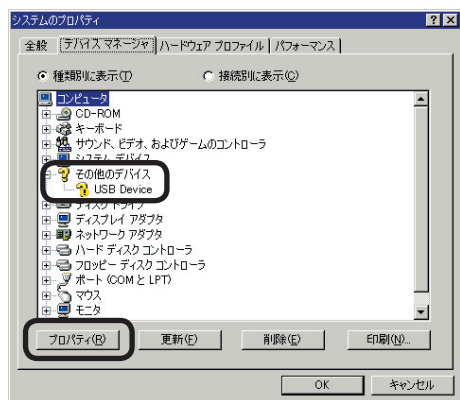 システムのプロパティ
全般 デバイス マネージャ ハードウェア プロファイル パフォーマンス
種類別に表示(T) 接続別に表示(C)
コンピュータ
CD-ROM
キーボード
サウンド、ビデオ、およびゲームのコントローラ
システム デバイス
その他のデバイス
USB Device
ディスク ドライブ
ディスプレイ アダプタ
ネットワーク アダプタ
ハード ディスク コントローラ
フロッピー ディスク コントローラ
ポート (COM と LPT)
マウス
モニタ
プロパティ(R) 更新(F) 削除(E) 印刷(N)...
OK キャンセル